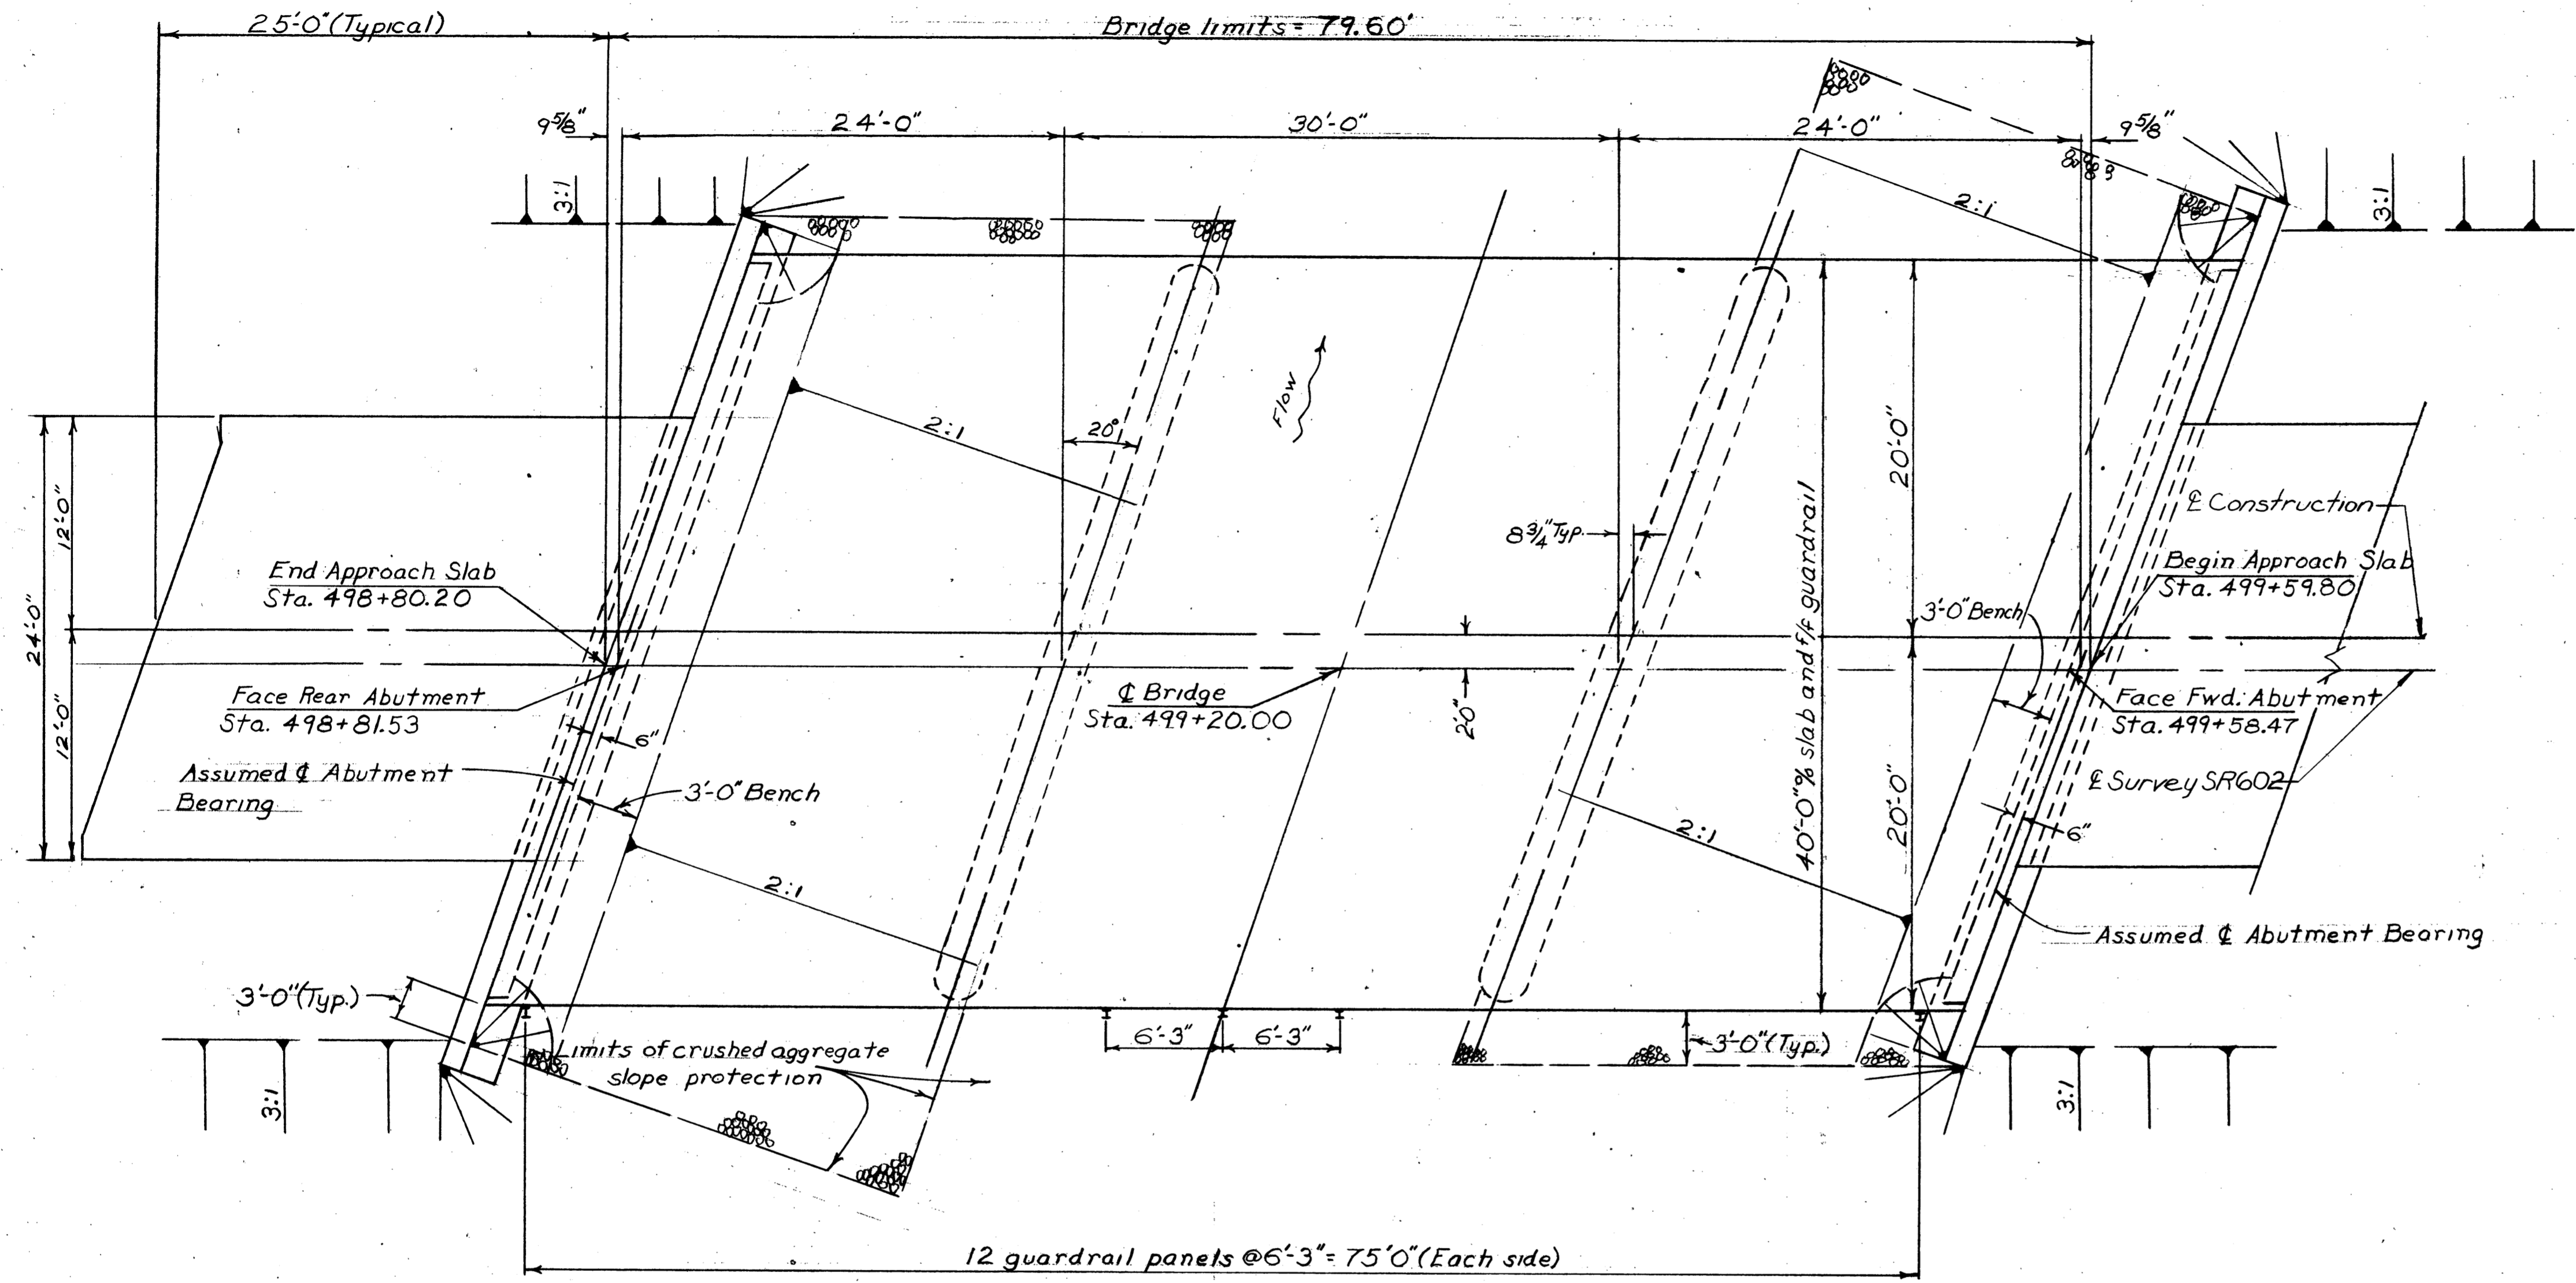 25'-0" (Typical)
Bridge limits = 79.60'
9 5/8"
24'-0"
30'-0"
24'-0"
9 5/8"
3:1
3:1
2:1
Flow
2:1
20°
20'-0"
12'-0"
24'-0"
12'-0"
℄ Construction
8 3/4" Typ.
40'-0" % slab and f/f guardrail
End Approach Slab
Sta. 498+80.20
Begin Approach Slab
Sta. 499+59.80
3'-0" Bench
Face Rear Abutment
Sta. 498+81.53
℄ Bridge
Sta. 499+20.00
2'-0"
Face Fwd. Abutment
Sta. 499+58.47
6"
Assumed ℄ Abutment
Bearing
3'-0" Bench
℄ Survey SR602
20'-0"
2:1
6"
2:1
Assumed ℄ Abutment Bearing
3'-0" (Typ.)
6'-3"
6'-3"
3'-0" (Typ.)
Limits of crushed aggregate
slope protection
3:1
3:1
12 guardrail panels @ 6'-3" = 75'0" (Each side)